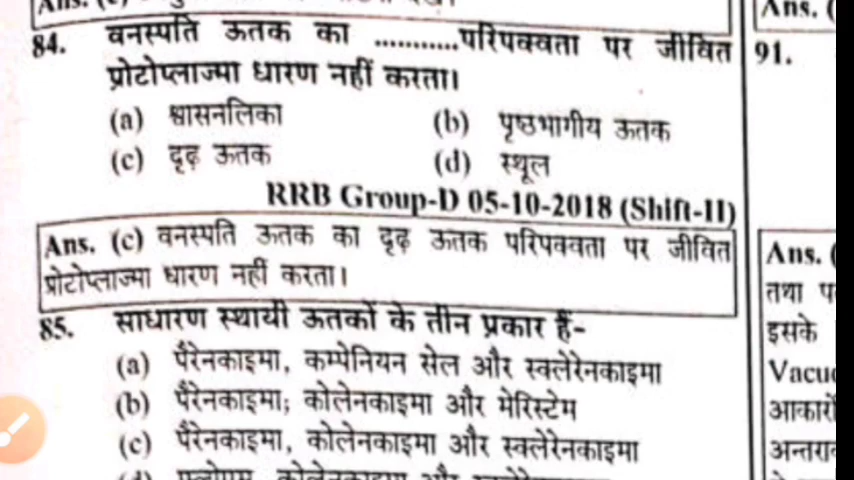 Ans. (
84. वनस्पति ऊतक का ...........परिपक्वता पर जीवित
प्रोटोप्लाज्मा धारण नहीं करता।
(a) श्वासनलिका (b) पृष्ठभागीय ऊतक
(c) दृढ़ ऊतक (d) स्थूल
RRB Group-D 05-10-2018 (Shift-II)
Ans. (c) वनस्पति ऊतक का दृढ़ ऊतक परिपक्वता पर जीवित
प्रोटोप्लाज्मा धारण नहीं करता।
85. साधारण स्थायी ऊतकों के तीन प्रकार हैं-
(a) पैरेनकाइमा, कम्पेनियन सेल और स्क्लेरेनकाइमा
(b) पैरेनकाइमा; कोलेनकाइमा और मेरिस्टेम
(c) पैरेनकाइमा, कोलेनकाइमा और स्क्लेरेनकाइमा
91.
Ans. (
तथा
इसके